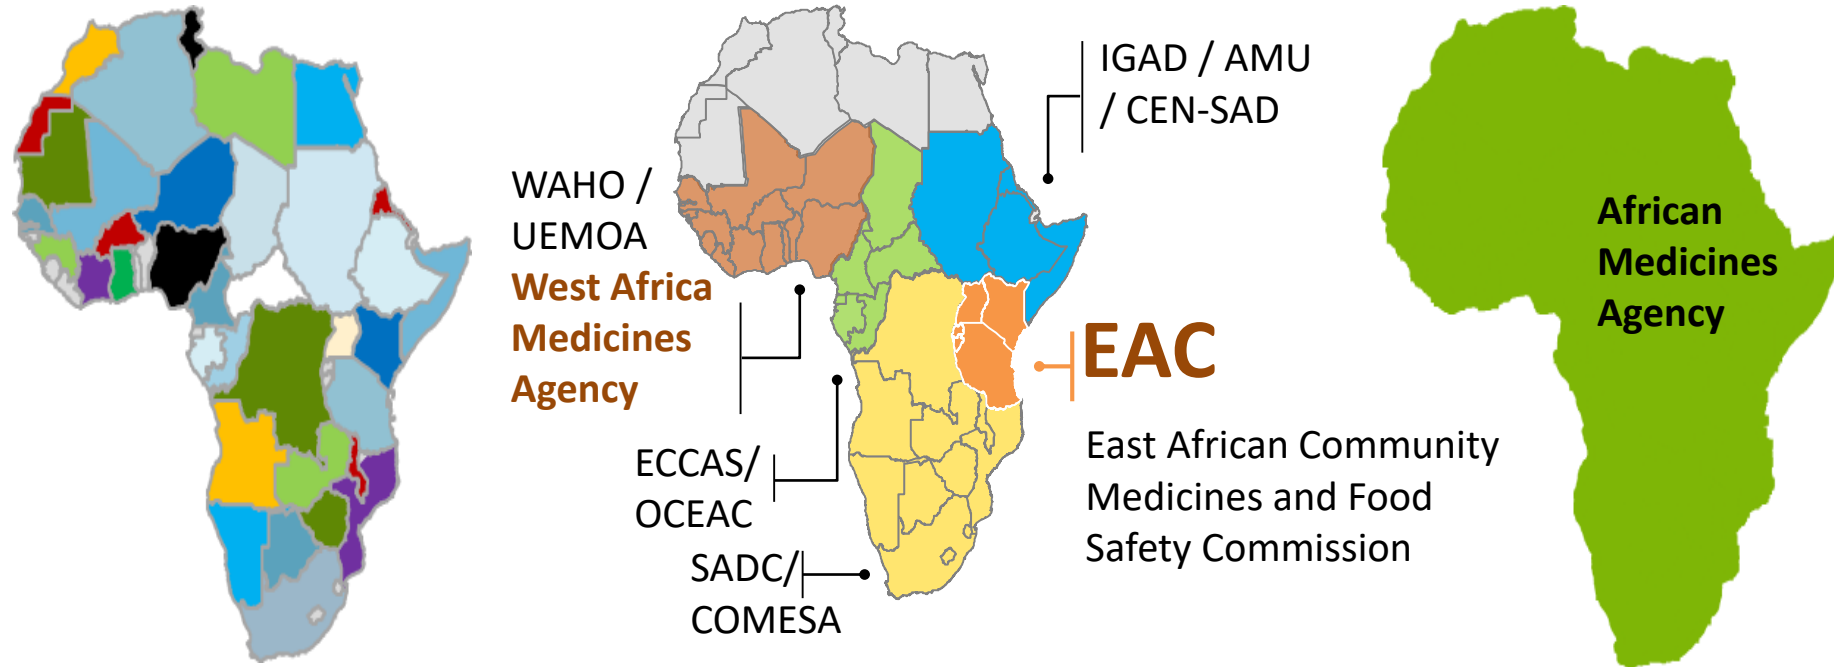 IGAD / AMU
/ CEN-SAD
WAHO /
UEMOA
West Africa
Medicines
Agency
EAC
East African Community
Medicines and Food
Safety Commission
ECCAS/
OCEAC
SADC/
COMESA
African
Medicines
Agency